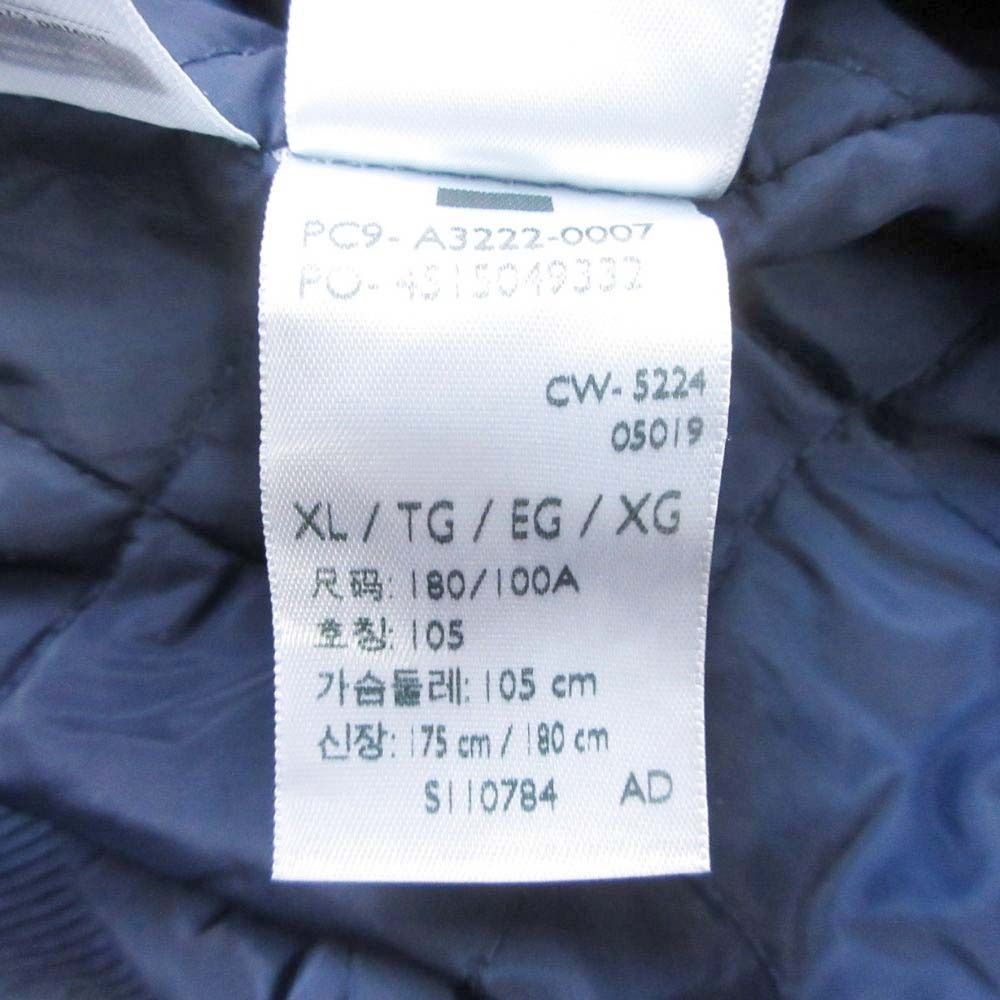 PC9- A3222-0007
PO- 4515049332
CW- 5224
05019
XL / TG / EG / XG
尺码: 180/100A
호칭: 105
가슴둘레: 105 cm
신장: 175 cm / 180 cm
S110784 AD